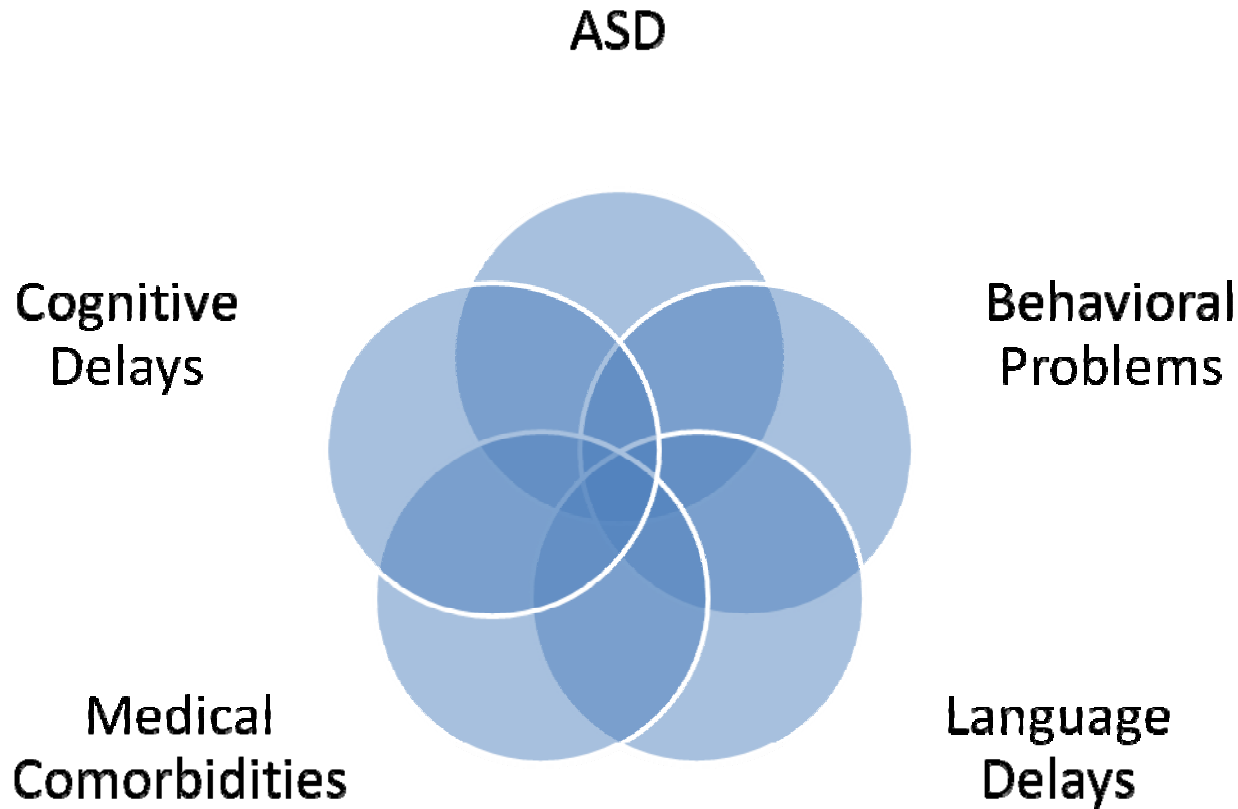 ASD
Cognitive
Delays
Behavioral
Problems
Medical
Comorbidities
Language
Delays